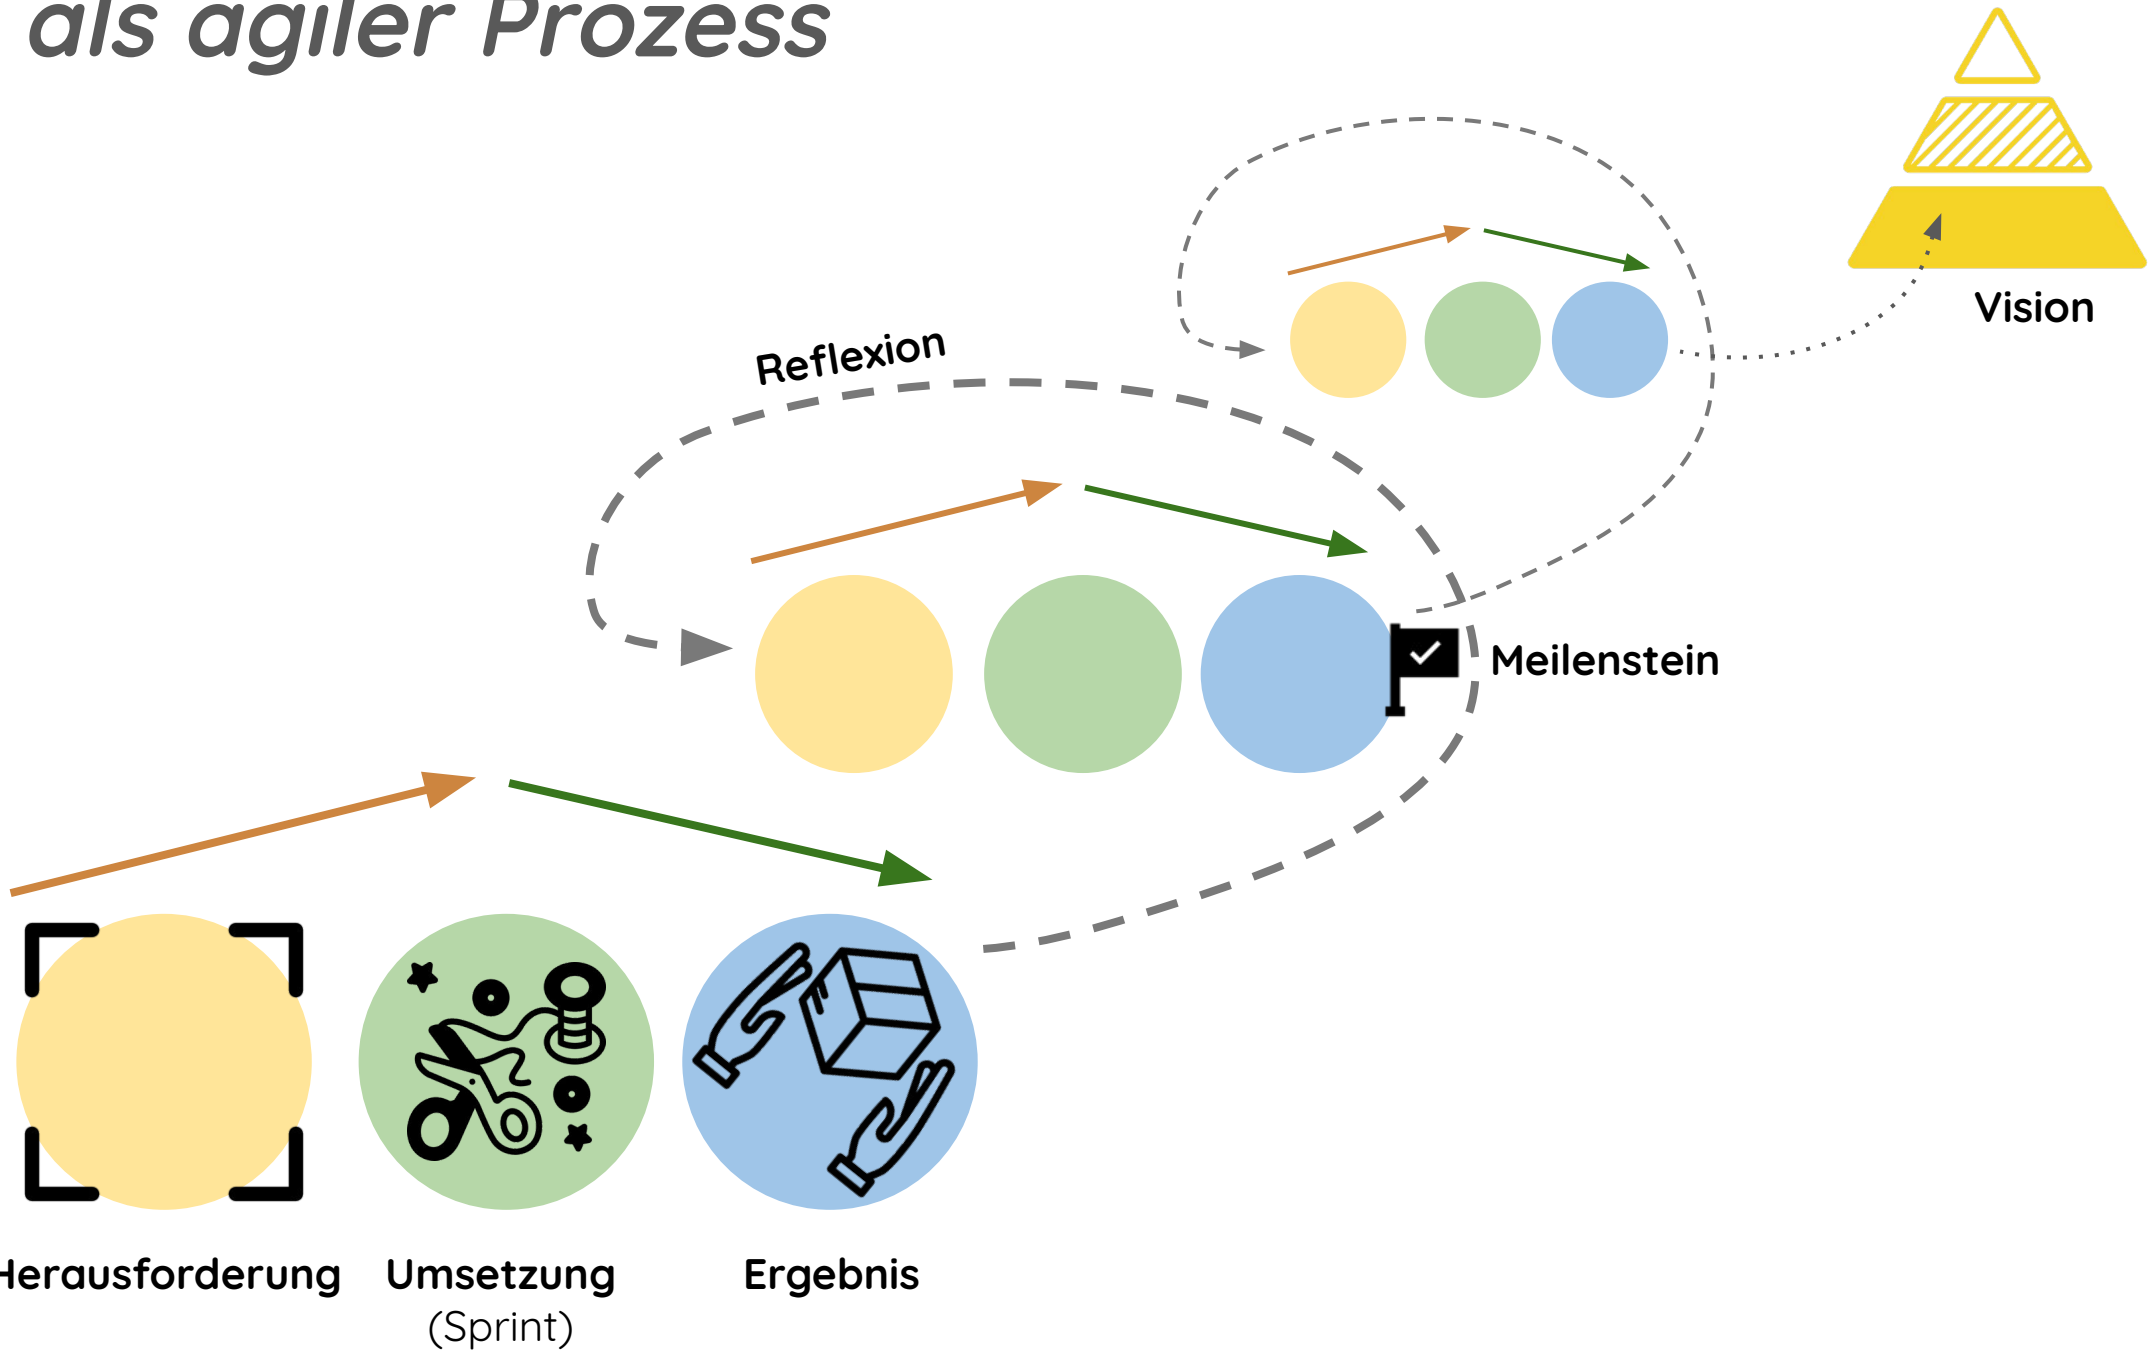 als agiler Prozess
Vision
Reflexion
Meilenstein
Herausforderung
Umsetzung
(Sprint)
Ergebnis